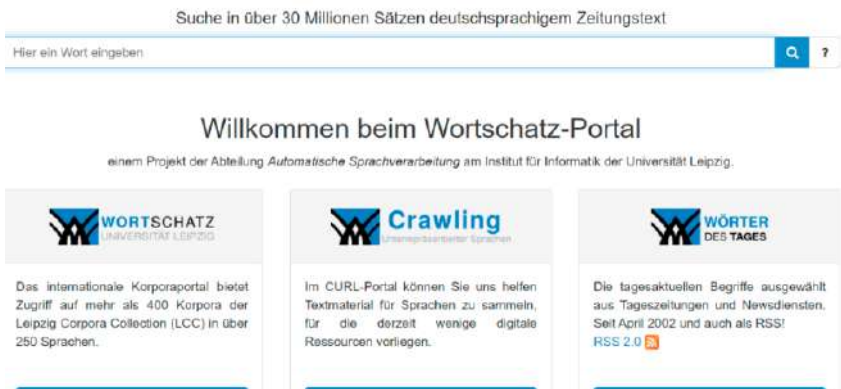 Suche in über 30 Millionen Sätzen deutschsprachigem Zeitungstext
Hier ein Wort eingeben
?
Willkommen beim Wortschatz-Portal
einem Projekt der Abteilung Automatische Sprachverarbeitung am Institut für Informatik der Universität Leipzig.
WORTSCHATZ
UNIVERSITÄT LEIPZIG
Das internationale Korporaportal bietet
Zugriff auf mehr als 400 Korpora der
Leipzig Corpora Collection (LCC) in über
250 Sprachen.
Crawling
Unterrepräsentierter Sprachen
Im CURL-Portal können Sie uns helfen
Textmaterial für Sprachen zu sammeln,
für die derzeit wenige digitale
Ressourcen vorliegen.
WÖRTER
DES TAGES
Die tagesaktuellen Begriffe ausgewählt
aus Tageszeitungen und Newsdiensten.
Seit April 2002 und auch als RSS!
RSS 2.0